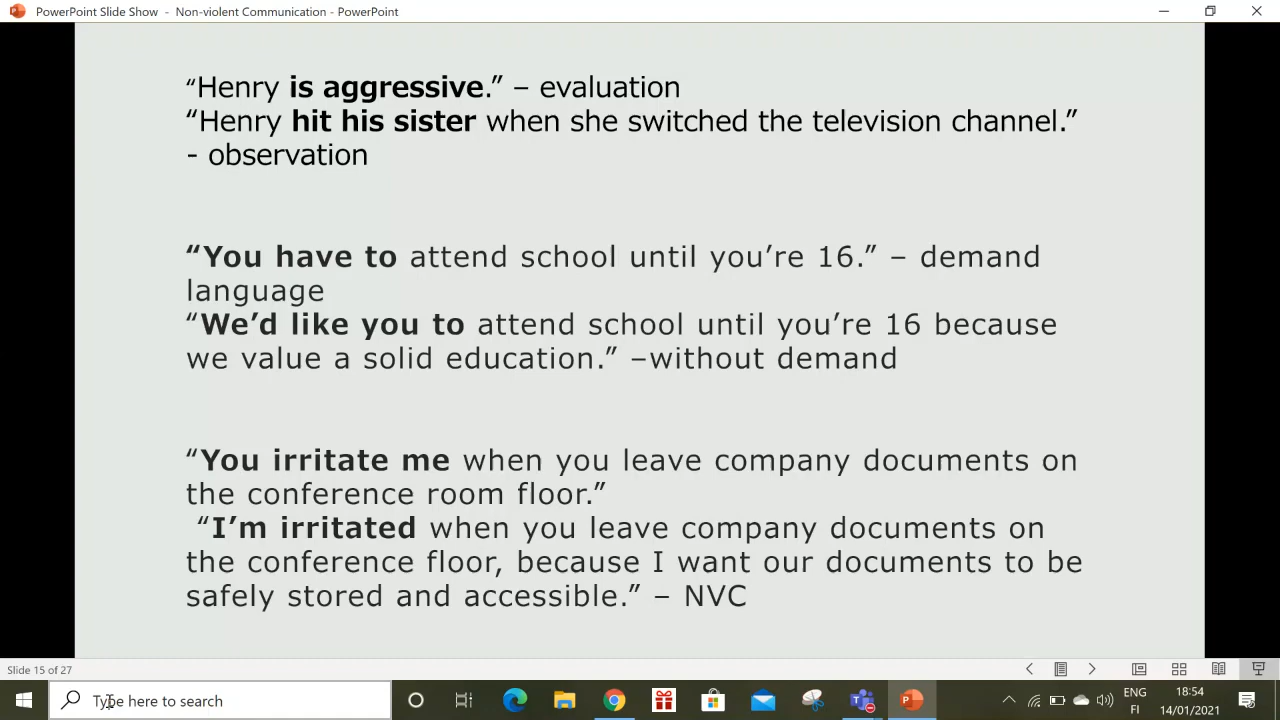 PowerPoint Slide Show - Non-violent Communication - PowerPoint
“Henry is aggressive.” – evaluation
“Henry hit his sister when she switched the television channel.”
- observation
“You have to attend school until you’re 16.” – demand
language
“We’d like you to attend school until you’re 16 because
we value a solid education.” –without demand
“You irritate me when you leave company documents on
the conference room floor.”
“I’m irritated when you leave company documents on
the conference floor, because I want our documents to be
safely stored and accessible.” – NVC
Slide 15 of 27
Type here to search
ENG
FI
18:54
14/01/2021